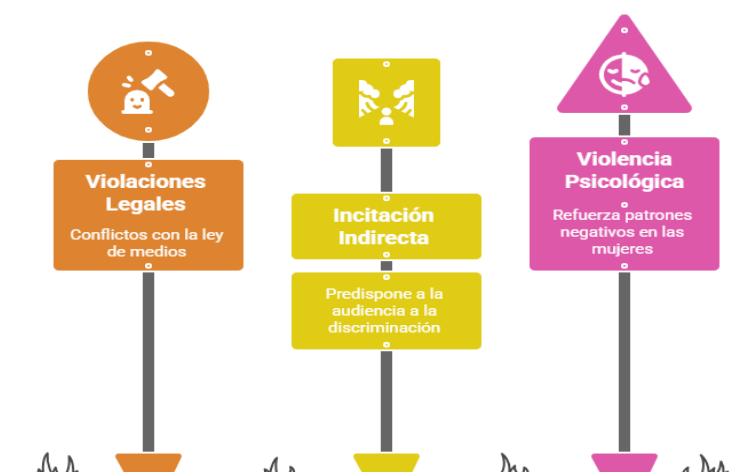 Violaciones
Legales
Conflictos con la ley
de medios
Incitación
Indirecta
Predispone a la
audiencia a la
discriminación
Violencia
Psicológica
Refuerza patrones
negativos en las
mujeres